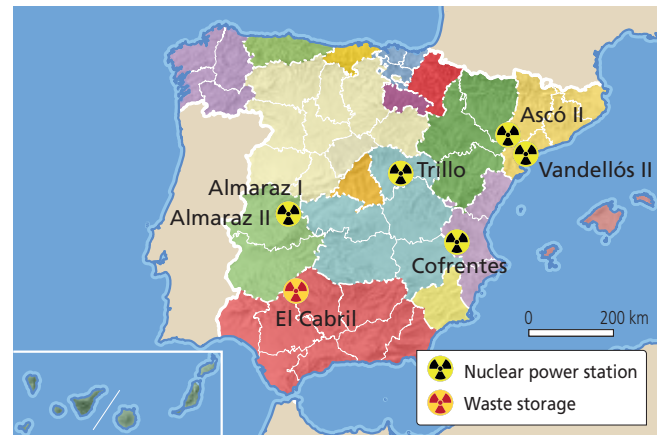 Ascó II
Trillo
Vandellós II
Almaraz I
Almaraz II
Cofrentes
El Cabril
0 200 km
Nuclear power station
Waste storage